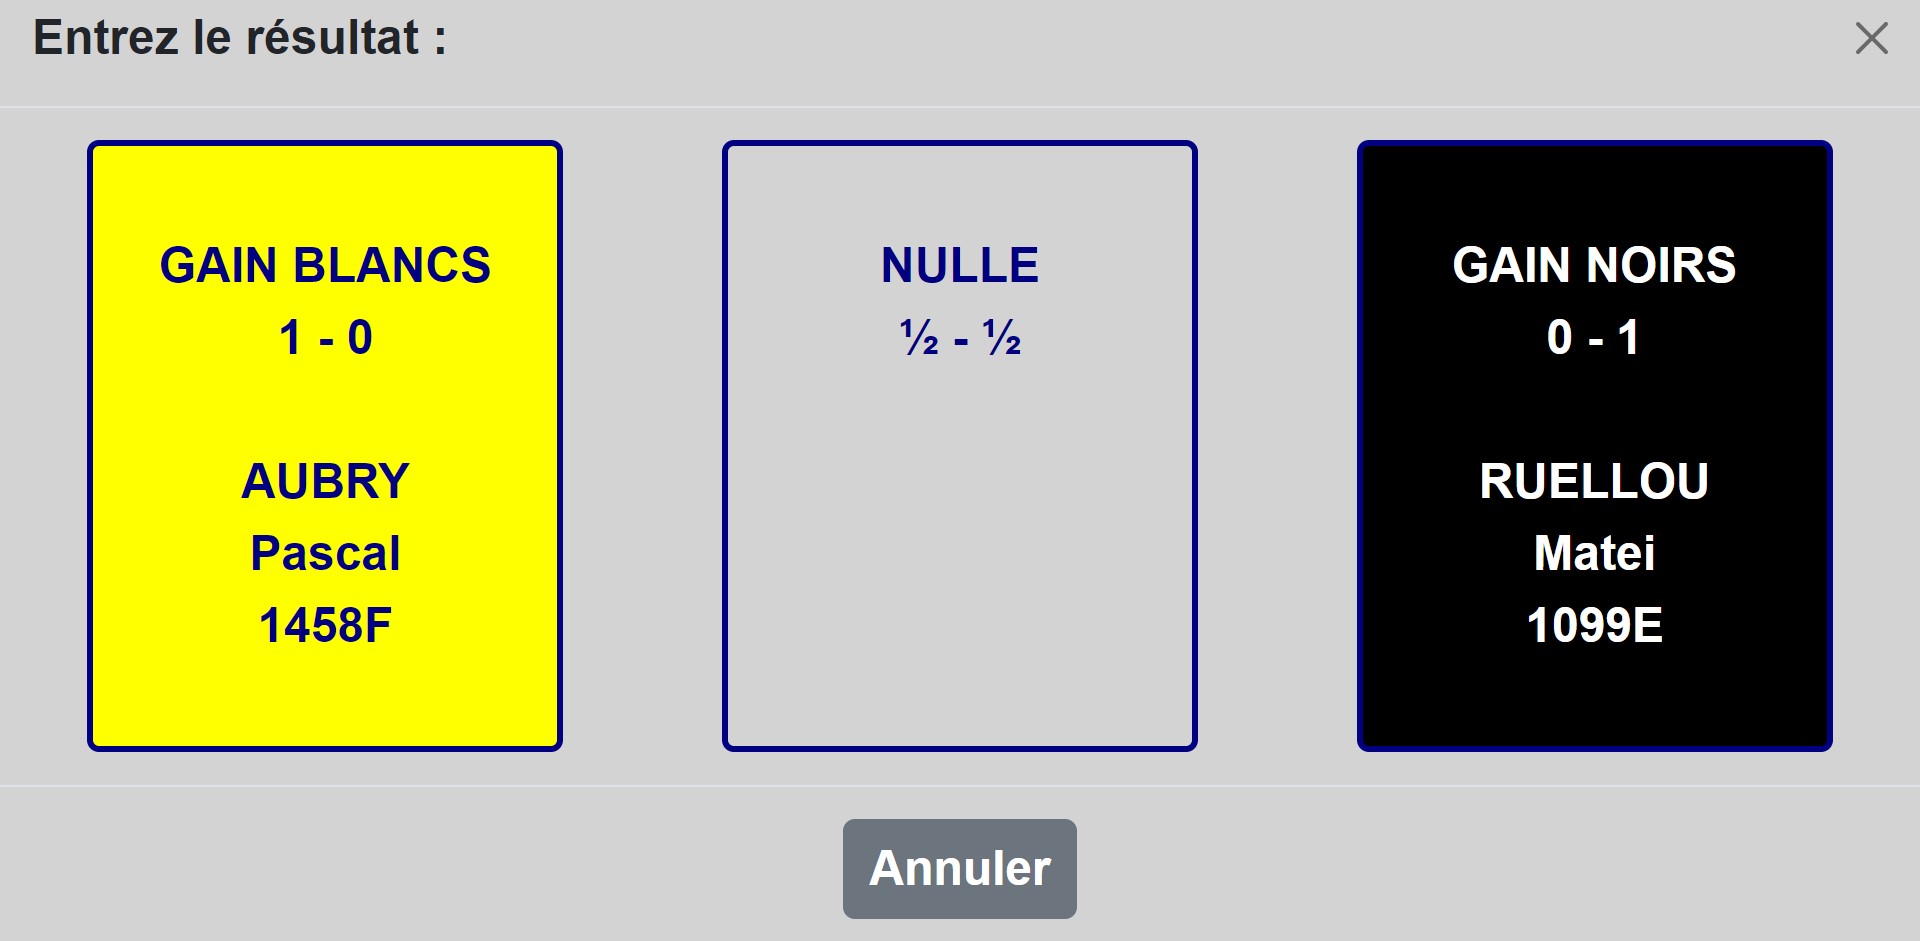 Entrez le résultat :
GAIN BLANCS
1 - 0
AUBRY
Pascal
1458F
NULLE
½ - ½
GAIN NOIRS
0 - 1
RUELLOU
Matei
1099E
Annuler